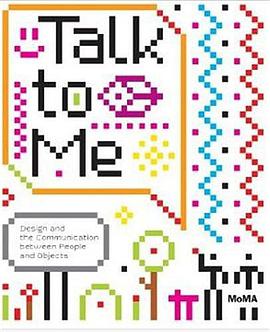 Talk
to
Me
Design and
the Communication
between People
and Objects
MoMA